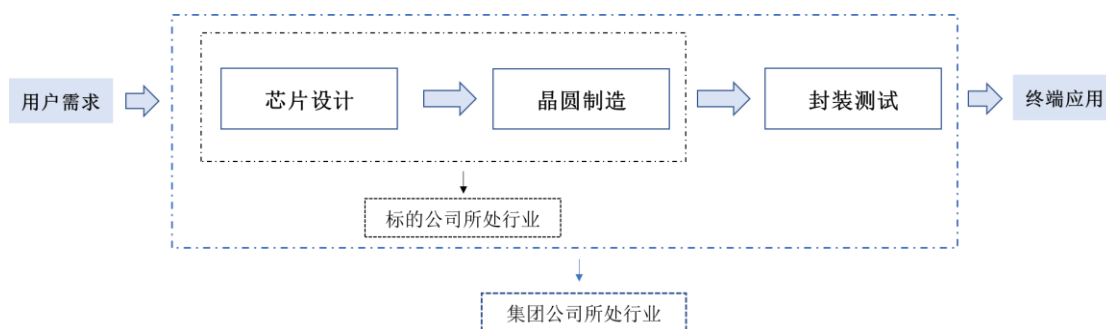 用户需求
芯片设计
晶圆制造
封装测试
终端应用
标的公司所处行业
集团公司所处行业